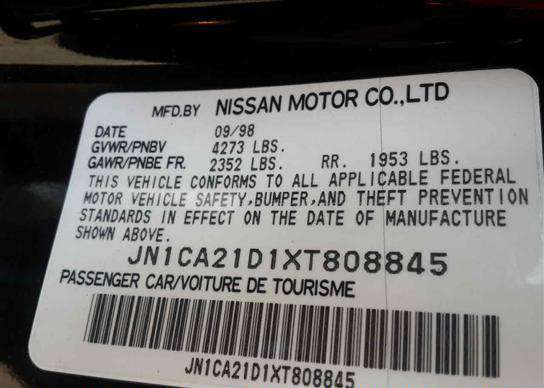 MFD.BY NISSAN MOTOR CO.,LTD
DATE 09/98
GVWR/PNBV 4273 LBS.
GAWR/PNBE FR. 2352 LBS. RR. 1953 LBS.
THIS VEHICLE CONFORMS TO ALL APPLICABLE FEDERAL
MOTOR VEHICLE SAFETY,BUMPER,AND THEFT PREVENTION
STANDARDS IN EFFECT ON THE DATE OF MANUFACTURE
SHOWN ABOVE.
JN1CA21D1XT808845
PASSENGER CAR/VOITURE DE TOURISME
JN1CA21D1XT808845